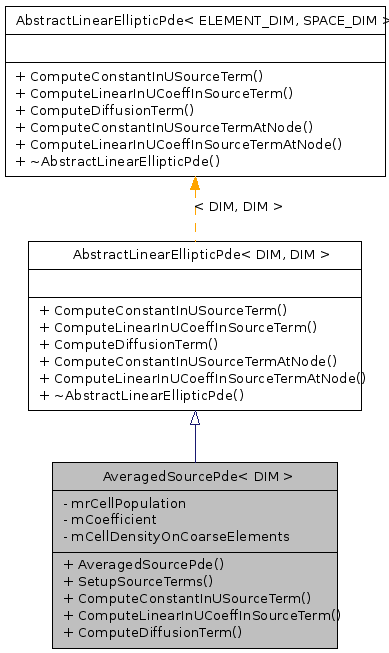 AbstractLinearEllipticPde< ELEMENT_DIM, SPACE_DIM >
+ ComputeConstantInUSourceTerm()
+ ComputeLinearInUCoeffInSourceTerm()
+ ComputeDiffusionTerm()
+ ComputeConstantInUSourceTermAtNode()
+ ComputeLinearInUCoeffInSourceTermAtNode()
+ ~AbstractLinearEllipticPde()
< DIM, DIM >
AbstractLinearEllipticPde< DIM, DIM >
+ ComputeConstantInUSourceTerm()
+ ComputeLinearInUCoeffInSourceTerm()
+ ComputeDiffusionTerm()
+ ComputeConstantInUSourceTermAtNode()
+ ComputeLinearInUCoeffInSourceTermAtNode()
+ ~AbstractLinearEllipticPde()
AveragedSourcePde< DIM >
- mrCellPopulation
- mCoefficient
- mCellDensityOnCoarseElements
+ AveragedSourcePde()
+ SetupSourceTerms()
+ ComputeConstantInUSourceTerm()
+ ComputeLinearInUCoeffInSourceTerm()
+ ComputeDiffusionTerm()